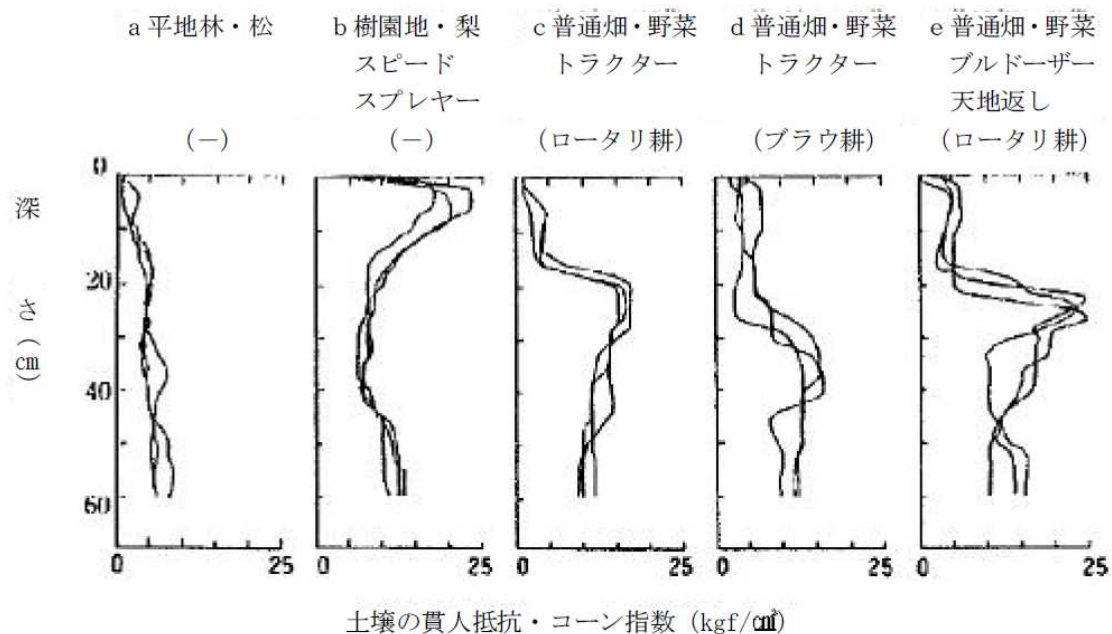 a 平地林・松 b 樹園地・梨 c 普通畑・野菜 d 普通畑・野菜 e 普通畑・野菜
スピード トラクター トラクター ブルドーザー
スプレヤー 天地返し
(－) (－) (ロータリ耕) (プラウ耕) (ロータリ耕)
0
深
20
さ
(cm)
40
60
0 25 0 25 0 25 0 25 0 25
土壌の貫人抵抗・コーン指数 (kgf/c㎡)